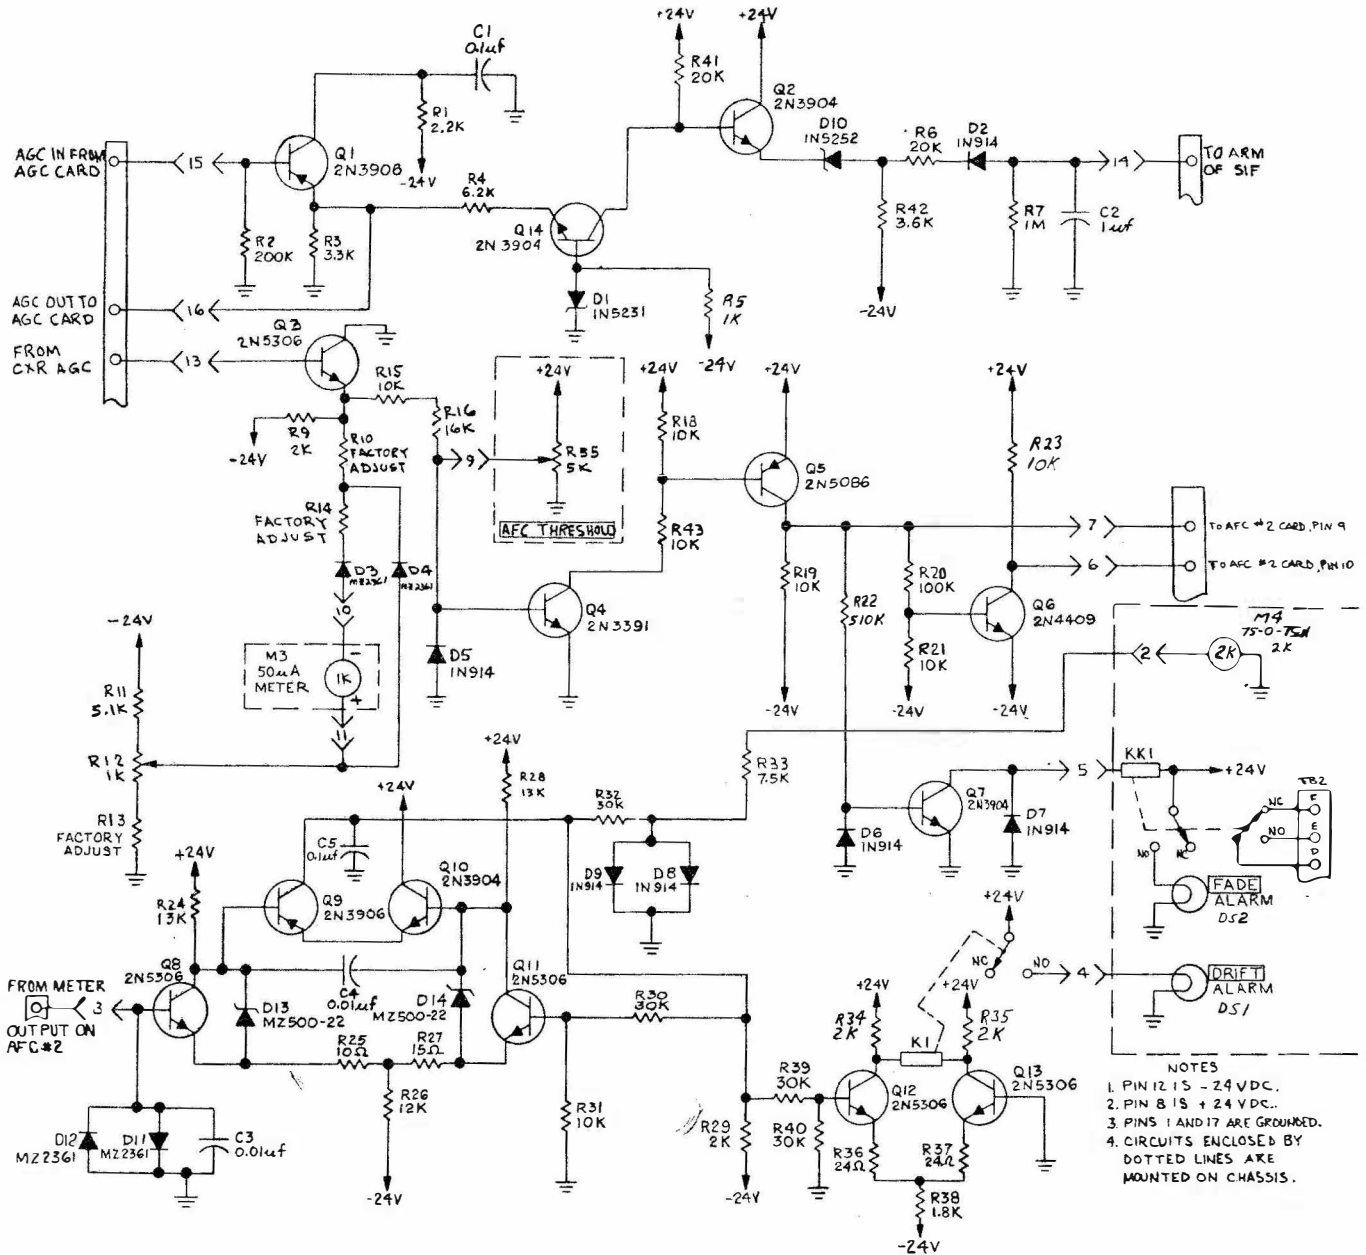 C1
0.1uf
+24V
+24V
R41
20K
Q2
2N3904
R1
2.2K
D10
1N5252
R6
20K
D2
1N914
AGC IN FROM
AGC CARD
15
Q1
2N3908
-24V
14
TO ARM
OF SIF
R4
6.2K
R2
200K
R3
3.3K
Q14
2N3904
R42
3.6K
R7
1M
C2
1uf
AGC OUT TO
AGC CARD
16
D1
1N5231
R5
1K
-24V
Q3
2N5306
FROM
CXR AGC
13
-24V
R15
10K
+24V
+24V
+24V
+24V
R16
16K
R9
2K
-24V
R10
FACTORY
ADJUST
9
R55
5K
R18
10K
R23
10K
Q5
2N5086
R14
FACTORY
ADJUST
AFC THRESHOLD
R43
10K
7
TO AFC #2 CARD, PIN 9
D3
MZ2361
D4
MZ2361
R19
10K
R20
100K
6
TO AFC #2 CARD, PIN 10
10
Q4
2N3391
R22
510K
Q6
2N4409
-24V
M4
75-0-75
2K
M3
50uA
METER
1K
-
+
D5
1N914
R21
10K
2
2K
R11
5.1K
-24V
-24V
-24V
11
+24V
R12
1K
R33
7.5K
5
KK1
+24V
TB2
R28
13K
R13
FACTORY
ADJUST
+24V
R32
30K
Q7
2N3904
NC
F
C5
0.1uf
D6
1N914
D7
1N914
NO
E
D
+24V
Q10
2N3904
D9
1N914
D8
1N914
NO
NC
R24
13K
Q9
2N3906
+24V
FADE
ALARM
DS2
Q8
2N5306
Q11
2N5306
NC
NO
4
DRIFT
ALARM
DS1
FROM METER
3
OUTPUT ON
AFC #2
C4
0.01uf
D13
MZ500-22
D14
MZ500-22
R30
30K
+24V
+24V
R34
2K
R35
2K
R25
10Ω
R27
15Ω
K1
R26
12K
R39
30K
Q12
2N5306
Q13
2N5306
NOTES
1. PIN 12 IS -24VDC.
2. PIN 8 IS +24VDC..
3. PINS 1 AND 17 ARE GROUNDED.
4. CIRCUITS ENCLOSED BY
DOTTED LINES ARE
MOUNTED ON CHASSIS.
R31
10K
R29
2K
R40
30K
D12
MZ2361
D11
MZ2361
C3
0.01uf
R36
24Ω
R37
24Ω
-24V
-24V
R38
1.8K
-24V